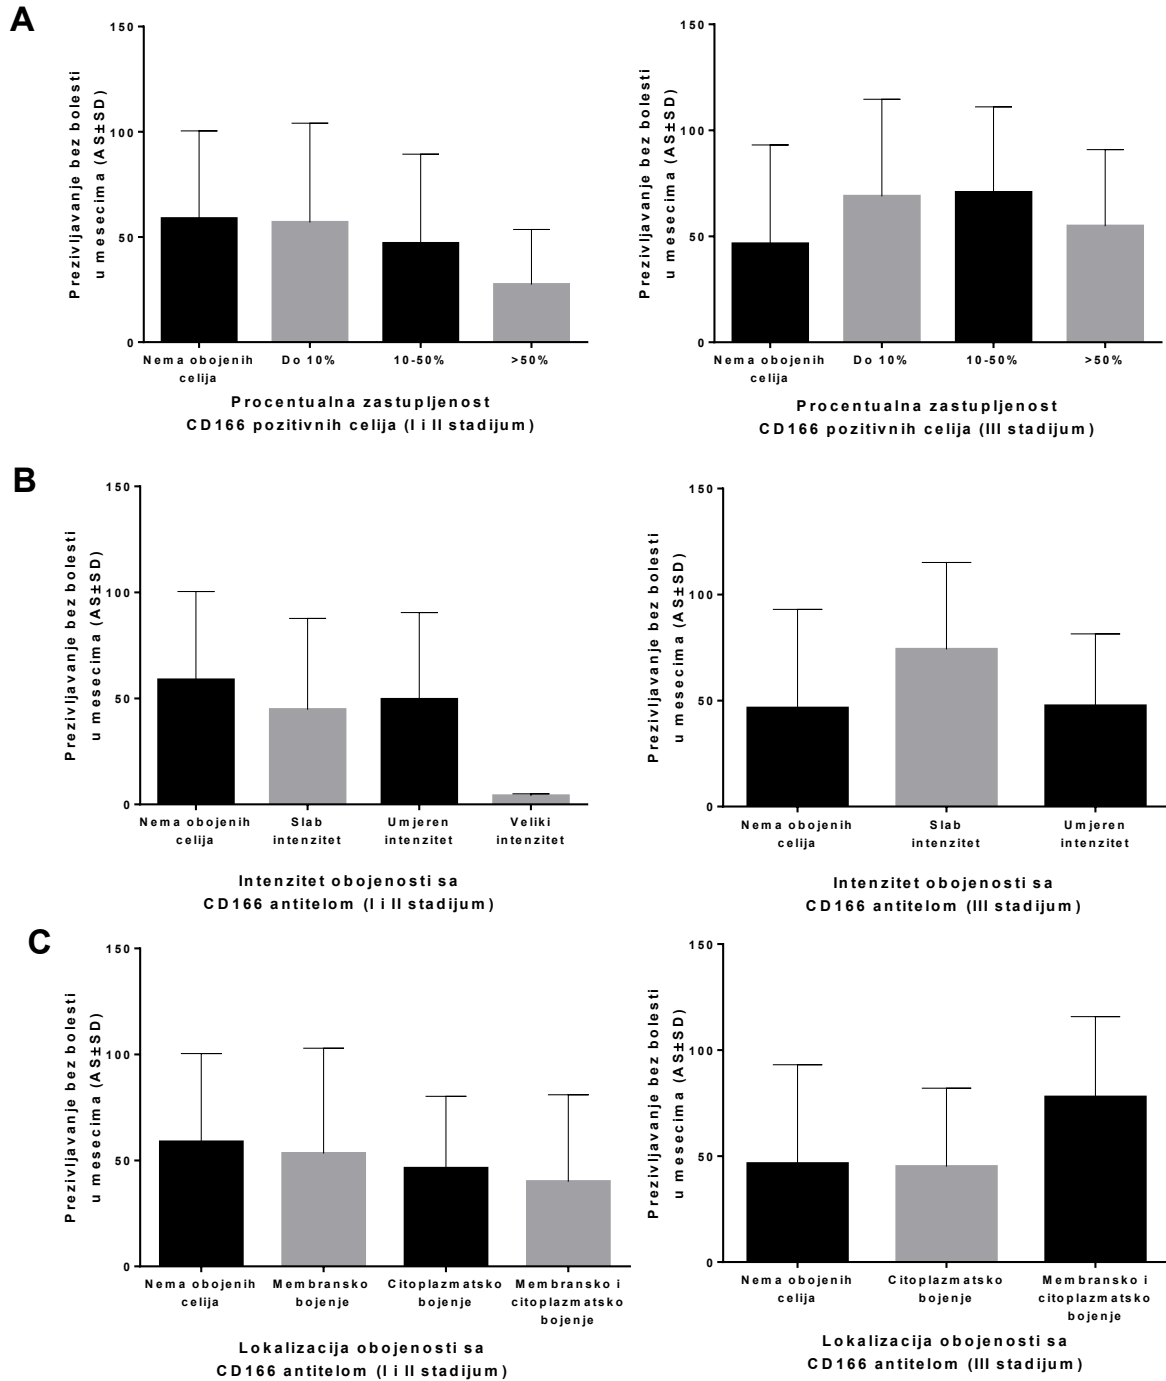 A
Prezivljavanje bez bolesti
u mesecima (AS±SD)
150
100
50
0
Nema obojenih
celija
Do 10%
10-50%
>50%
Procentualna zastupljenost
CD166 pozitivnih celija (I i II stadijum)
Prezivljavanje bez bolesti
u mesecima (AS±SD)
150
100
50
0
Nema obojenih
celija
Do 10%
10-50%
>50%
Procentualna zastupljenost
CD166 pozitivnih celija (III stadijum)
B
Prezivljavanje bez bolesti
u mesecima (AS±SD)
150
100
50
0
Nema obojenih
celija
Slab
intenzitet
Umjeren
intenzitet
Veliki
intenzitet
Intenzitet obojenosti sa
CD166 antitelom (I i II stadijum)
Prezivljavanje bez bolesti
u mesecima (AS±SD)
150
100
50
0
Nema obojenih
celija
Slab
intenzitet
Umjeren
intenzitet
Intenzitet obojenosti sa
CD166 antitelom (III stadijum)
C
Prezivljavanje bez bolesti
u mesecima (AS±SD)
150
100
50
0
Nema obojenih
celija
Membransko
bojenje
Citoplazmatsko
bojenje
Membransko i
citoplazmatsko
bojenje
Lokalizacija obojenosti sa
CD166 antitelom (I i II stadijum)
Prezivljavanje bez bolesti
u mesecima (AS±SD)
150
100
50
0
Nema obojenih
celija
Citoplazmatsko
bojenje
Membransko i
citoplazmatsko
bojenje
Lokalizacija obojenosti sa
CD166 antitelom (III stadijum)